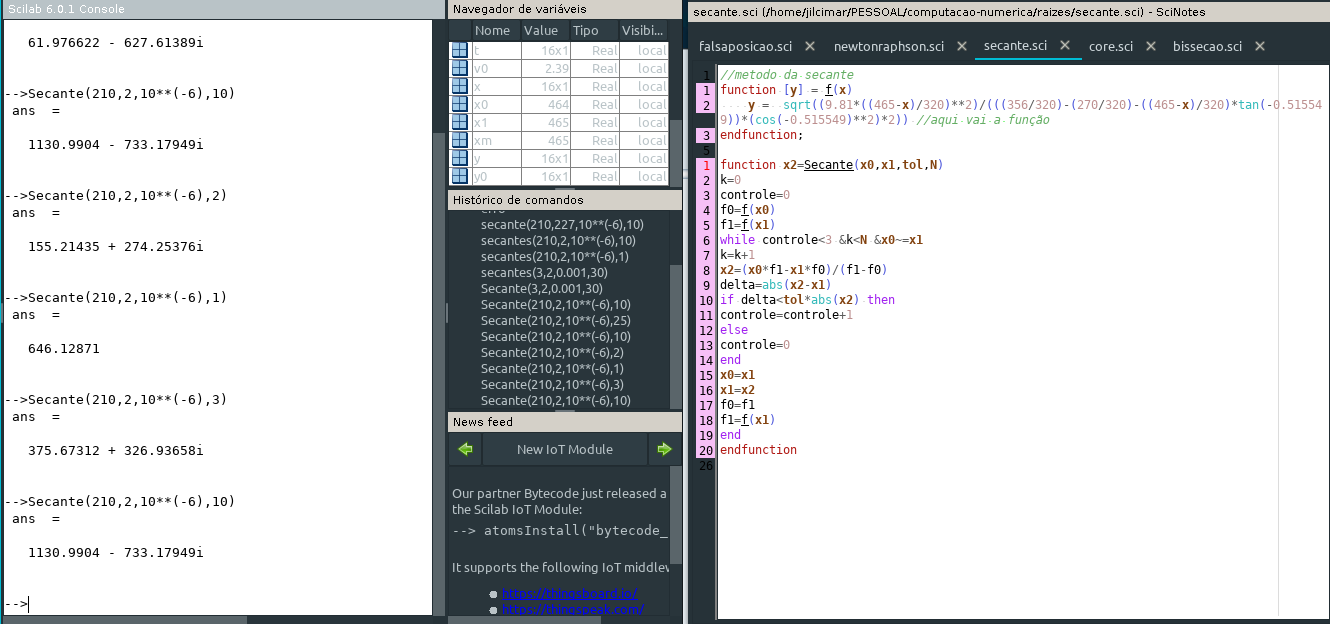 Scilab 6.0.1 Console
61.976622 - 627.61389i
-->Secante(210,2,10**(-6),10)
ans  =
1130.9904 - 733.17949i
-->Secante(210,2,10**(-6),2)
ans  =
155.21435 + 274.25376i
-->Secante(210,2,10**(-6),1)
ans  =
646.12871
-->Secante(210,2,10**(-6),3)
ans  =
375.67312 + 326.93658i
-->Secante(210,2,10**(-6),10)
ans  =
1130.9904 - 733.17949i
-->
Navegador de variáveis
Nome Value Tipo Visibi...
t 16x1 Real local
v0 2.39 Real local
x 16x1 Real local
x0 464 Real local
x1 465 Real local
xm 465 Real local
y 16x1 Real local
y0 16x1 Real local
Histórico de comandos
secante(210,227,10**(-6),10)
secantes(210,2,10**(-6),10)
secantes(210,2,10**(-6),1)
secantes(3,2,0.001,30)
Secante(3,2,0.001,30)
Secante(210,2,10**(-6),10)
Secante(210,2,10**(-6),25)
Secante(210,2,10**(-6),10)
Secante(210,2,10**(-6),2)
Secante(210,2,10**(-6),1)
Secante(210,2,10**(-6),3)
Secante(210,2,10**(-6),10)
News feed
New IoT Module
Our partner Bytecode just released a
the Scilab IoT Module:
--> atomsInstall("bytecode_
It supports the following IoT middlew
https://thingsboard.io/
https://thingspeak.com/
secante.sci (/home/jilcimar/PESSOAL/computacao-numerica/raizes/secante.sci) - SciNotes
falsaposicao.sci newtonraphson.sci secante.sci core.sci bissecao.sci
1 //metodo da secante
1 function [y] = f(x)
2 y = sqrt((9.81*((465-x)/320)**2)/(((356/320)-(270/320)-((465-x)/320)*tan(-0.51554
9))*(cos(-0.515549)**2)*2)) //aqui vai a função
3 endfunction;
5
1 function x2=Secante(x0,x1,tol,N)
2 k=0
3 controle=0
4 f0=f(x0)
5 f1=f(x1)
6 while controle<3 &k<N &x0~=x1
7 k=k+1
8 x2=(x0*f1-x1*f0)/(f1-f0)
9 delta=abs(x2-x1)
10 if delta<tol*abs(x2) then
11 controle=controle+1
12 else
13 controle=0
14 end
15 x0=x1
16 x1=x2
17 f0=f1
18 f1=f(x1)
19 end
20 endfunction
26